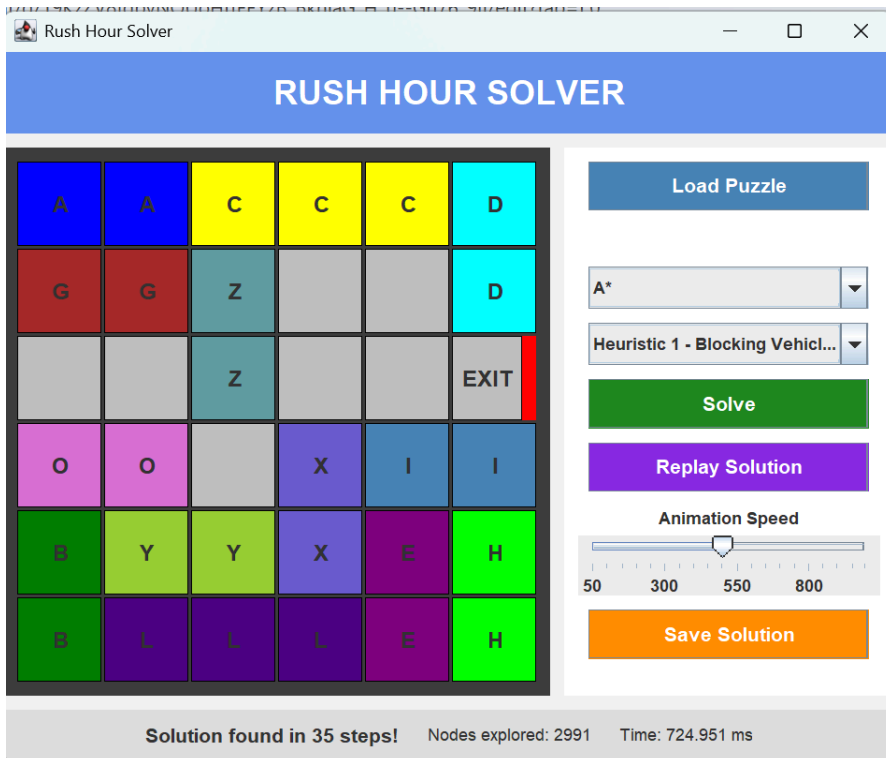 Rush Hour Solver
RUSH HOUR SOLVER
A A C C C D
G G Z D
Z EXIT
O O X I I
B Y Y X E H
B L L L E H
Load Puzzle
A*
Heuristic 1 - Blocking Vehicl...
Solve
Replay Solution
Animation Speed
50 300 550 800
Save Solution
Solution found in 35 steps! Nodes explored: 2991 Time: 724.951 ms